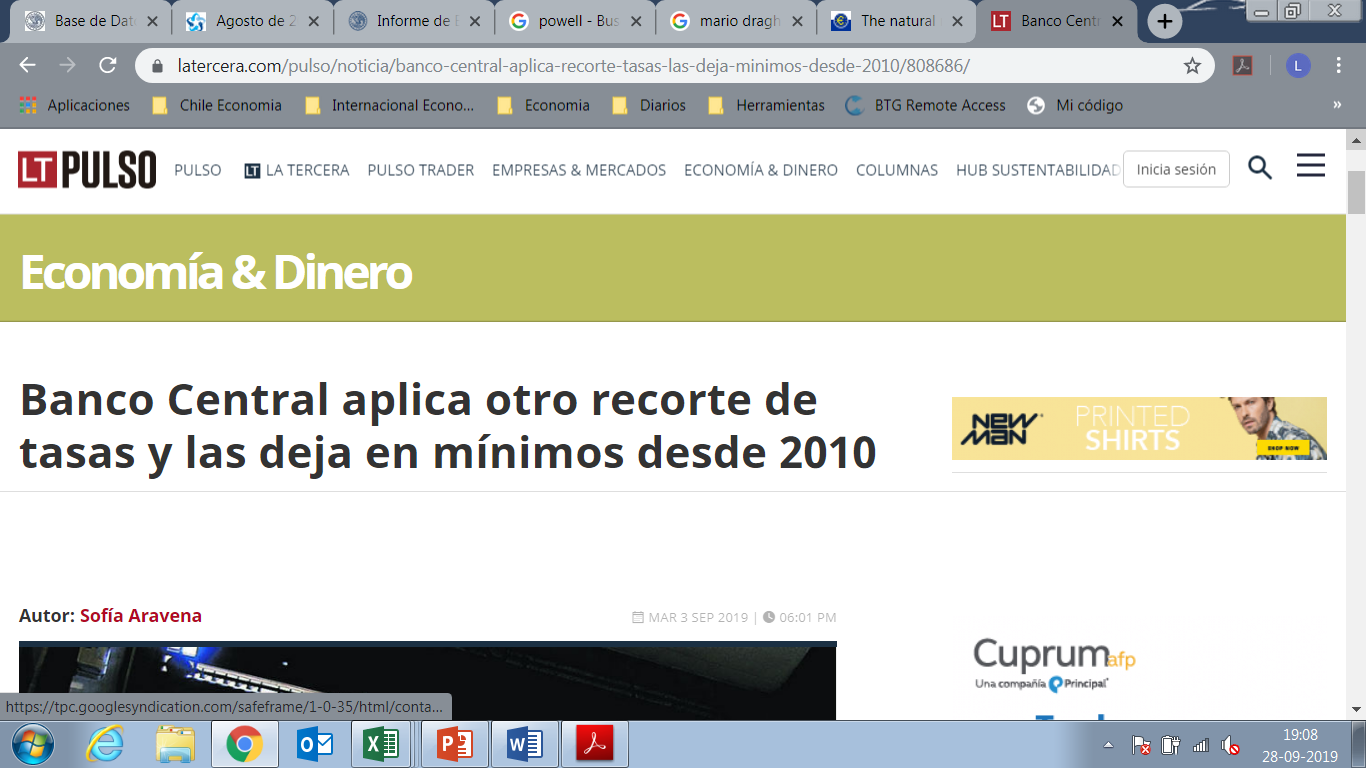 Base de Dat
Agosto de 2
Informe de
powell - Bus
mario dragh
The natural
LT Banco Centr
latercera.com/pulso/noticia/banco-central-aplica-recorte-tasas-las-deja-minimos-desde-2010/808686/
L
Aplicaciones
Chile Economia
Internacional Econo...
Economia
Diarios
Herramientas
BTG Remote Access
Mi código
»
LT PULSO
PULSO
LT LA TERCERA
PULSO TRADER
EMPRESAS & MERCADOS
ECONOMÍA & DINERO
COLUMNAS
HUB SUSTENTABILIDAD
Inicia sesión
Economía & Dinero
Banco Central aplica otro recorte de
tasas y las deja en mínimos desde 2010
NEW MAN
PRINTED
SHIRTS
SHOP NOW
Autor: Sofía Aravena
MAR 3 SEP 2019 | 06:01 PM
Cuprum afp
Una compañía Principal
https://tpc.googlesyndication.com/safeframe/1-0-35/html/conta...
19:08
28-09-2019